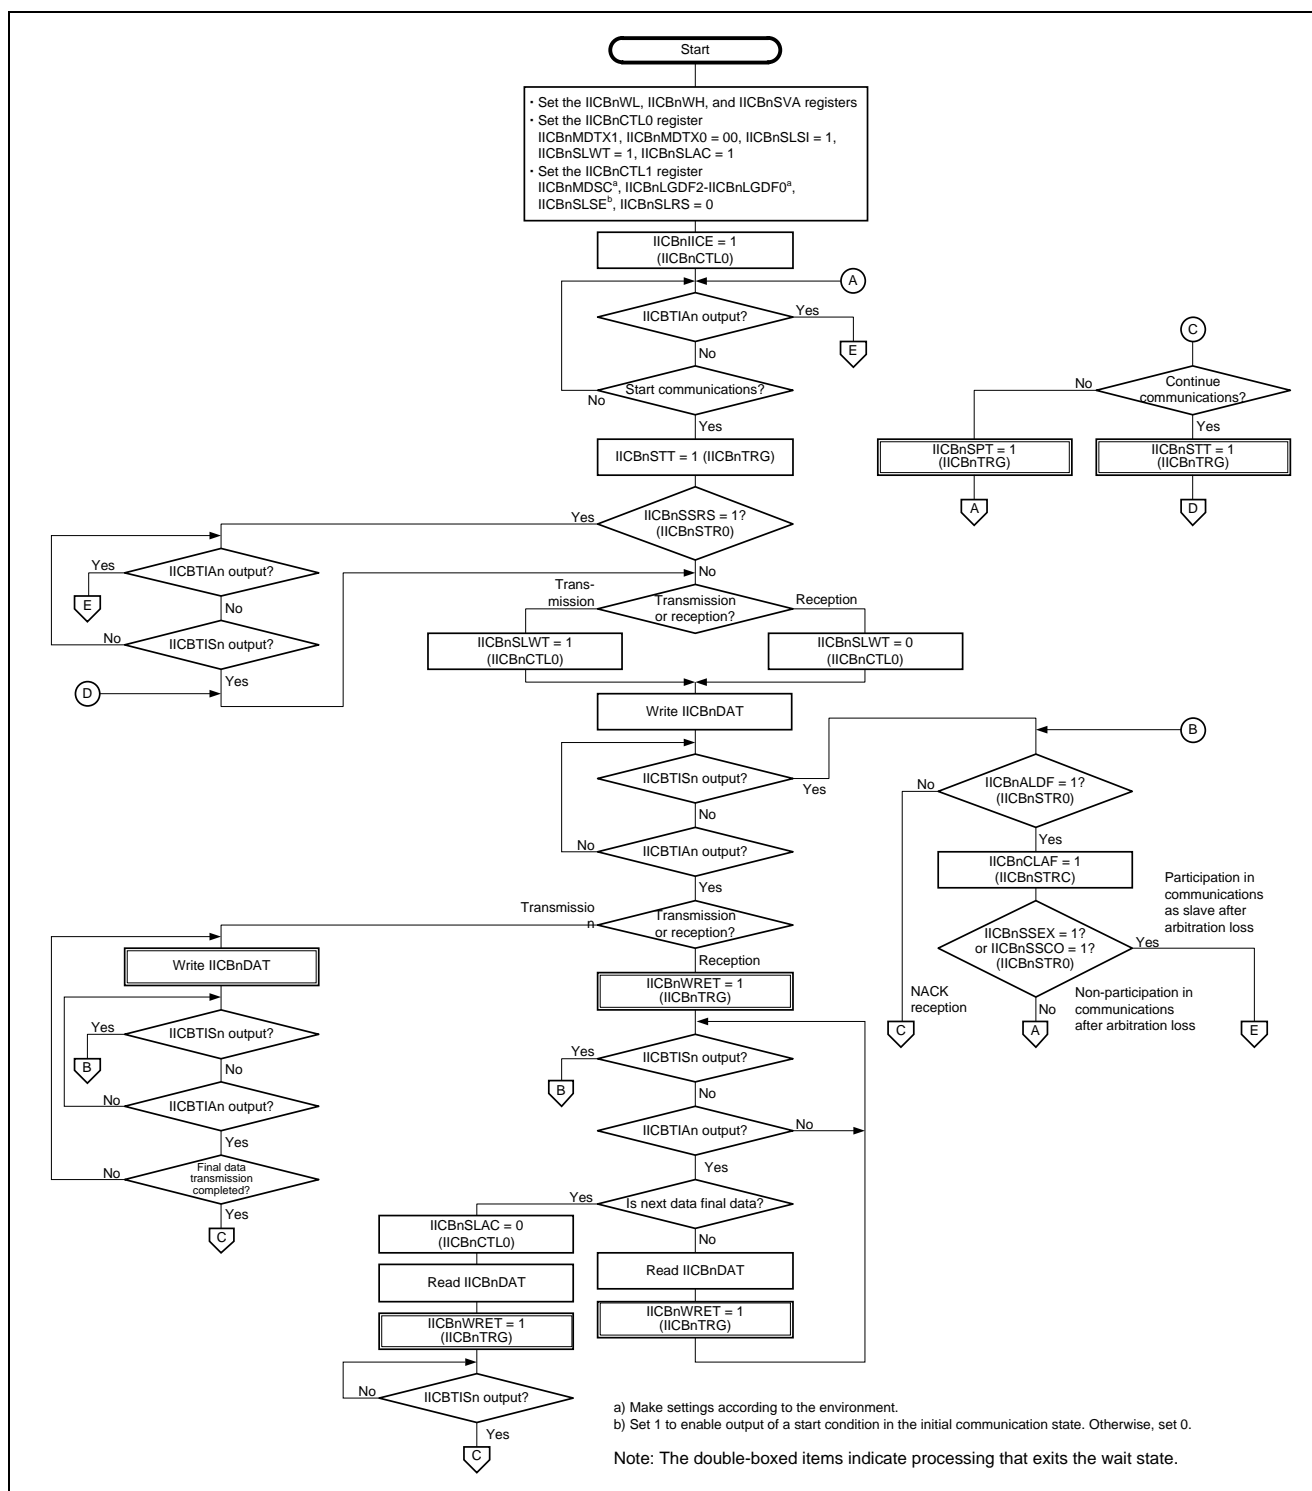 Start
・Set the IICBnWL, IICBnWH, and IICBnSVA registers
・Set the IICBnCTL0 register
IICBnMDTX1, IICBnMDTX0 = 00, IICBnSLSI = 1,
IICBnSLWT = 1, IICBnSLAC = 1
・Set the IICBnCTL1 register
IICBnMDSCa, IICBnLGDF2-IICBnLGDF0a,
IICBnSLSEb, IICBnSLRS = 0
IICBnIICE = 1
(IICBnCTL0)
A
IICBTIAn output?
Yes
E
No
Start communications?
No
Yes
IICBnSTT = 1 (IICBnTRG)
C
Continue
communications?
No
Yes
IICBnSPT = 1
(IICBnTRG)
IICBnSTT = 1
(IICBnTRG)
A
D
IICBnSSRS = 1?
(IICBnSTR0)
Yes
No
IICBTIAn output?
Yes
E
No
IICBTISn output?
No
Yes
D
Trans-
mission
Transmission
or reception?
Reception
IICBnSLWT = 1
(IICBnCTL0)
IICBnSLWT = 0
(IICBnCTL0)
Write IICBnDAT
IICBTISn output?
Yes
No
IICBTIAn output?
No
Yes
B
IICBnALDF = 1?
(IICBnSTR0)
No
Yes
IICBnCLAF = 1
(IICBnSTRC)
Participation in
communications
as slave after
arbitration loss
IICBnSSEX = 1?
or IICBnSSCO = 1?
(IICBnSTR0)
Yes
No
NACK
reception
Non-participation in
communications
after arbitration loss
C
A
E
Transmissio
n
Transmission
or reception?
Reception
Write IICBnDAT
IICBTISn output?
Yes
B
No
IICBTIAn output?
No
Yes
Final data
transmission
completed?
No
Yes
C
IICBnWRET = 1
(IICBnTRG)
IICBTISn output?
Yes
B
No
IICBTIAn output?
No
Yes
Is next data final data?
Yes
No
IICBnSLAC = 0
(IICBnCTL0)
Read IICBnDAT
IICBnWRET = 1
(IICBnTRG)
Read IICBnDAT
IICBnWRET = 1
(IICBnTRG)
IICBTISn output?
No
Yes
C
a) Make settings according to the environment.
b) Set 1 to enable output of a start condition in the initial communication state. Otherwise, set 0.
Note: The double-boxed items indicate processing that exits the wait state.